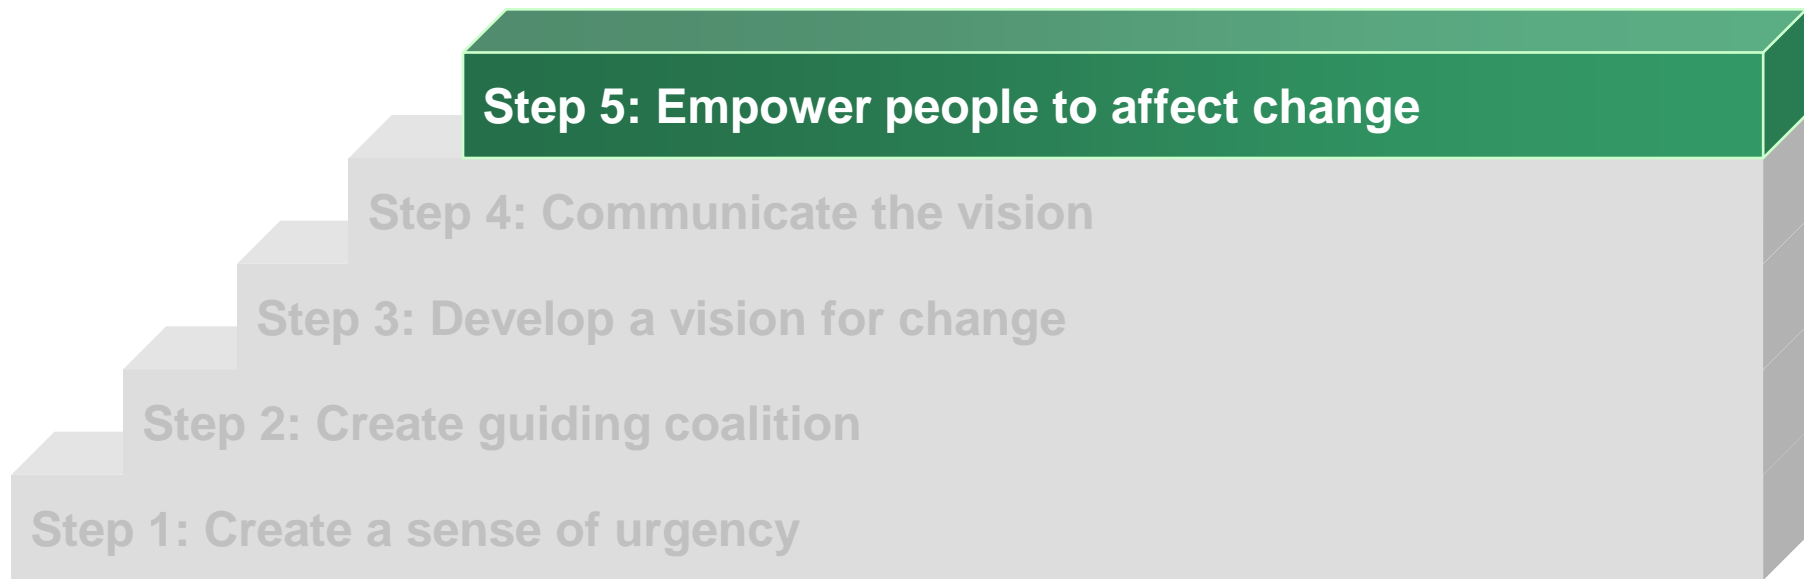 Step 5: Empower people to affect change
Step 4: Communicate the vision
Step 3: Develop a vision for change
Step 2: Create guiding coalition
Step 1: Create a sense of urgency